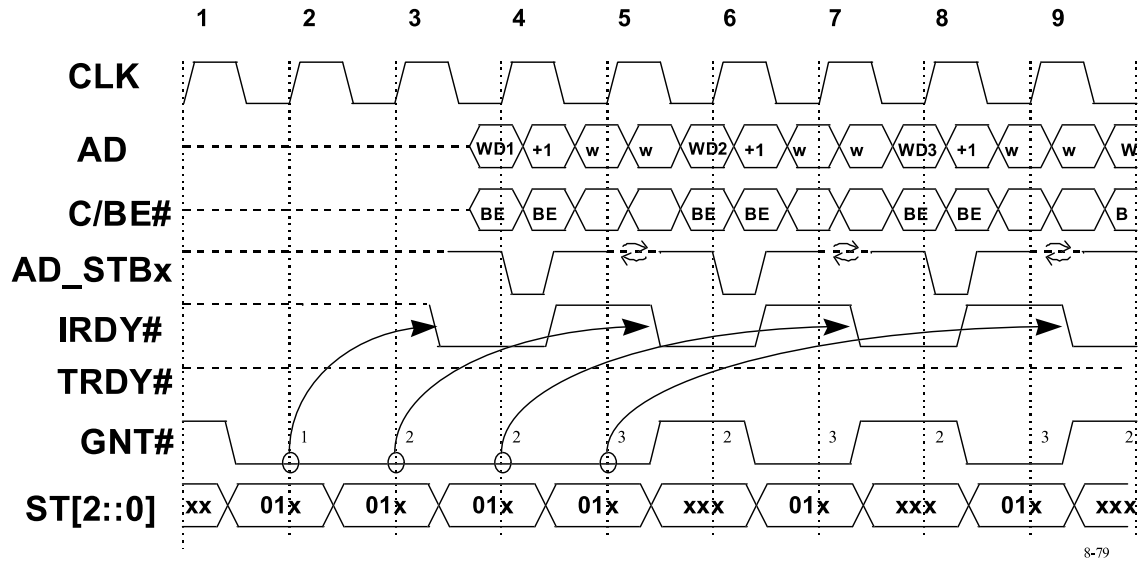 1 2 3 4 5 6 7 8 9
CLK
AD WD1 +1 w w WD2 +1 w w WD3 +1 w w W
C/BE# BE BE BE BE BE BE B
AD_STBx
IRDY#
TRDY#
GNT# 1 2 2 3 2 3 2 3 2
ST[2::0] xx 01x 01x 01x 01x xxx 01x xxx 01x xxx
8-79